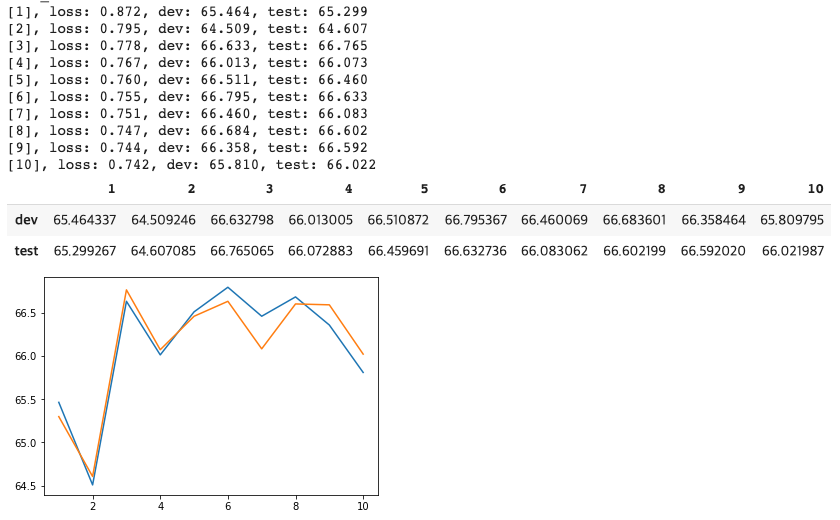 [1], loss: 0.872, dev: 65.464, test: 65.299
[2], loss: 0.795, dev: 64.509, test: 64.607
[3], loss: 0.778, dev: 66.633, test: 66.765
[4], loss: 0.767, dev: 66.013, test: 66.073
[5], loss: 0.760, dev: 66.511, test: 66.460
[6], loss: 0.755, dev: 66.795, test: 66.633
[7], loss: 0.751, dev: 66.460, test: 66.083
[8], loss: 0.747, dev: 66.684, test: 66.602
[9], loss: 0.744, dev: 66.358, test: 66.592
[10], loss: 0.742, dev: 65.810, test: 66.022
1 2 3 4 5 6 7 8 9 10
dev 65.464337 64.509246 66.632798 66.013005 66.510872 66.795367 66.460069 66.683601 66.358464 65.809795
test 65.299267 64.607085 66.765065 66.072883 66.459691 66.632736 66.083062 66.602199 66.592020 66.021987
66.5
66.0
65.5
65.0
64.5
2 4 6 8 10